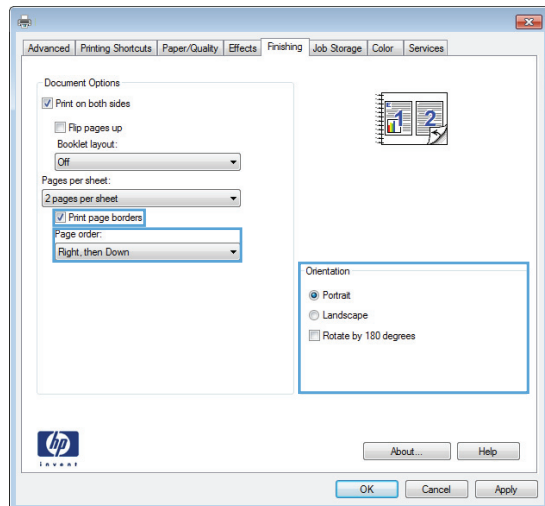 Advanced Printing Shortcuts Paper/Quality Effects Finishing Job Storage Color Services
Document Options
Print on both sides
Flip pages up
Booklet layout:
Off
Pages per sheet:
2 pages per sheet
Print page borders
Page order:
Right, then Down
1 2
Orientation
Portrait
Landscape
Rotate by 180 degrees
hp
invent
About... Help
OK Cancel Apply